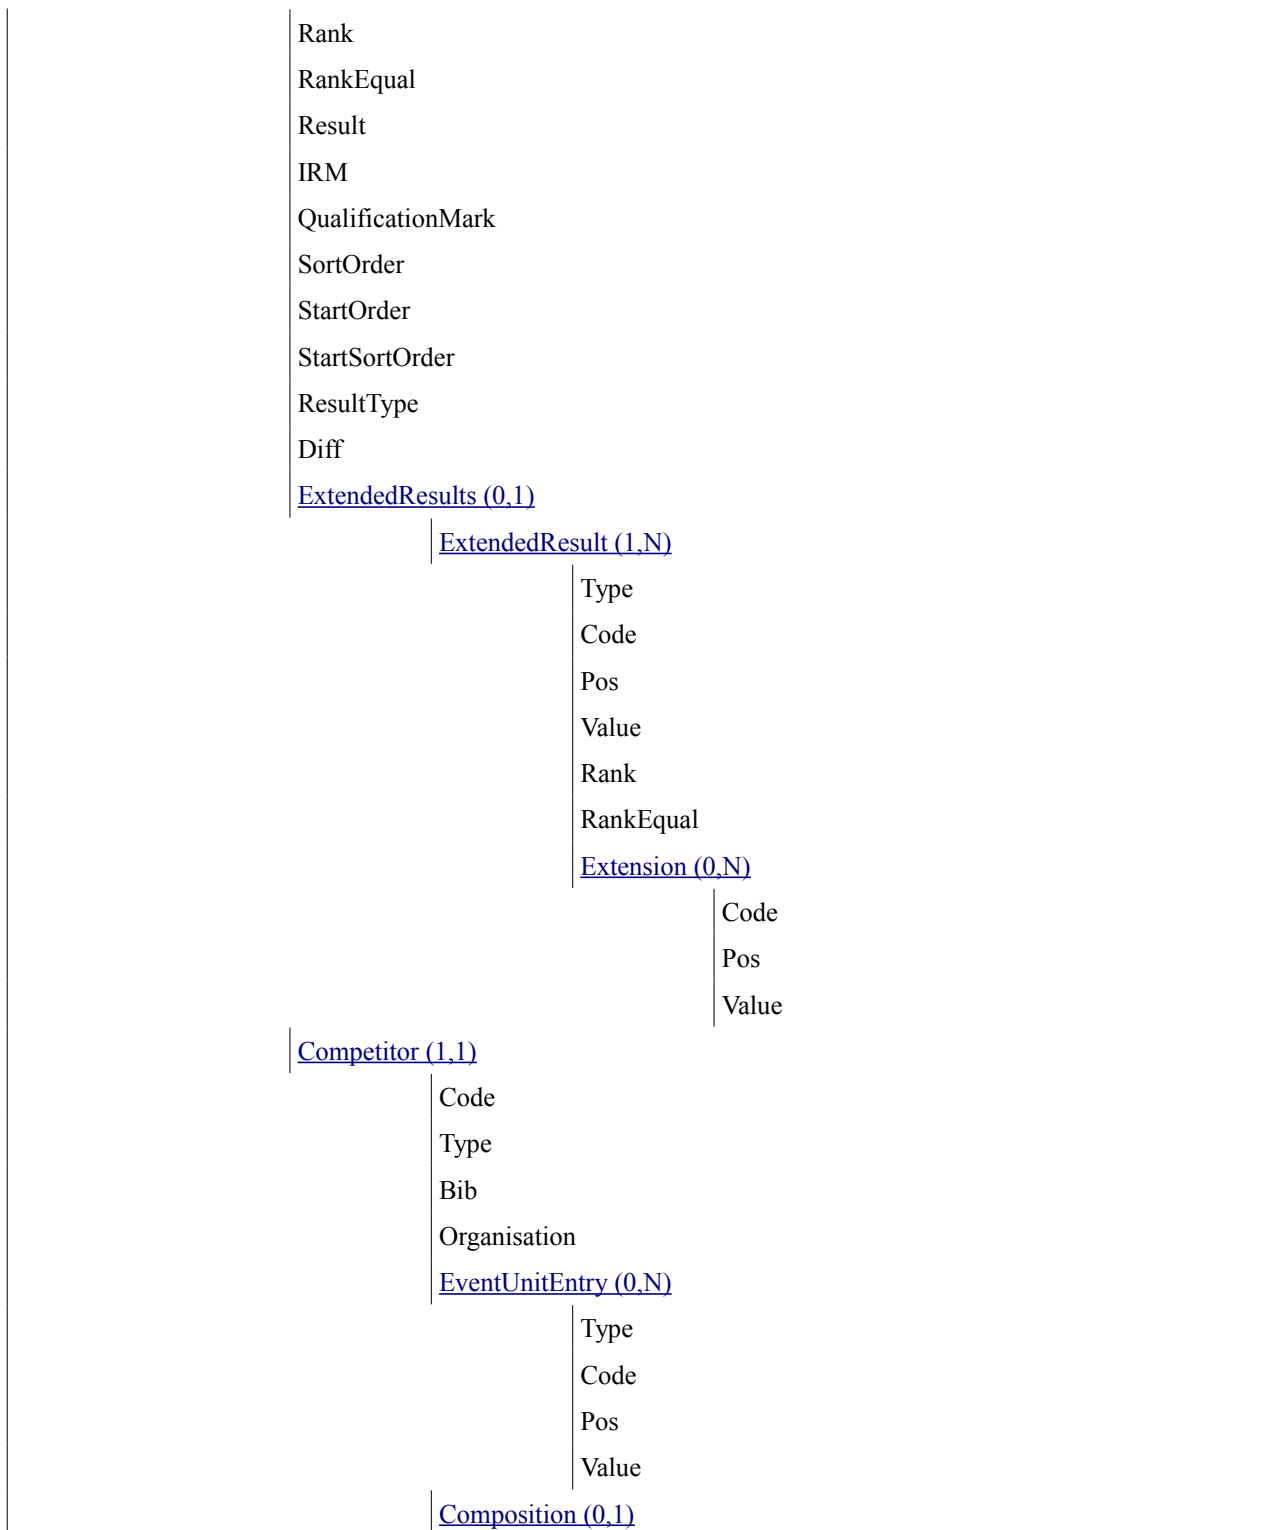 Rank
RankEqual
Result
IRM
QualificationMark
SortOrder
StartOrder
StartSortOrder
ResultType
Diff
ExtendedResults (0,1)
ExtendedResult (1,N)
Type
Code
Pos
Value
Rank
RankEqual
Extension (0,N)
Code
Pos
Value
Competitor (1,1)
Code
Type
Bib
Organisation
EventUnitEntry (0,N)
Type
Code
Pos
Value
Composition (0,1)